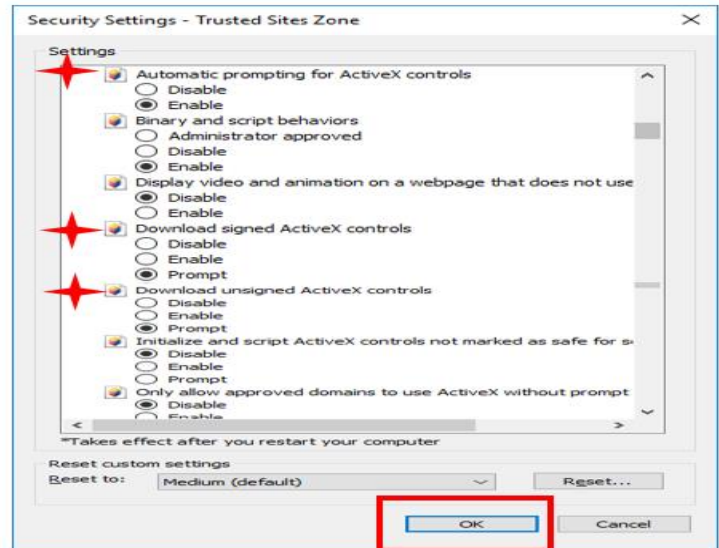 Security Settings - Trusted Sites Zone
Settings
Automatic prompting for ActiveX controls
Disable
Enable
Binary and script behaviors
Administrator approved
Disable
Enable
Display video and animation on a webpage that does not use
Disable
Enable
Download signed ActiveX controls
Disable
Enable
Prompt
Download unsigned ActiveX controls
Disable
Enable
Prompt
Initialize and script ActiveX controls not marked as safe for s
Disable
Enable
Prompt
Only allow approved domains to use ActiveX without prompt
Disable
Enable
*Takes effect after you restart your computer
Reset custom settings
Reset to: Medium (default) Reset...
OK Cancel